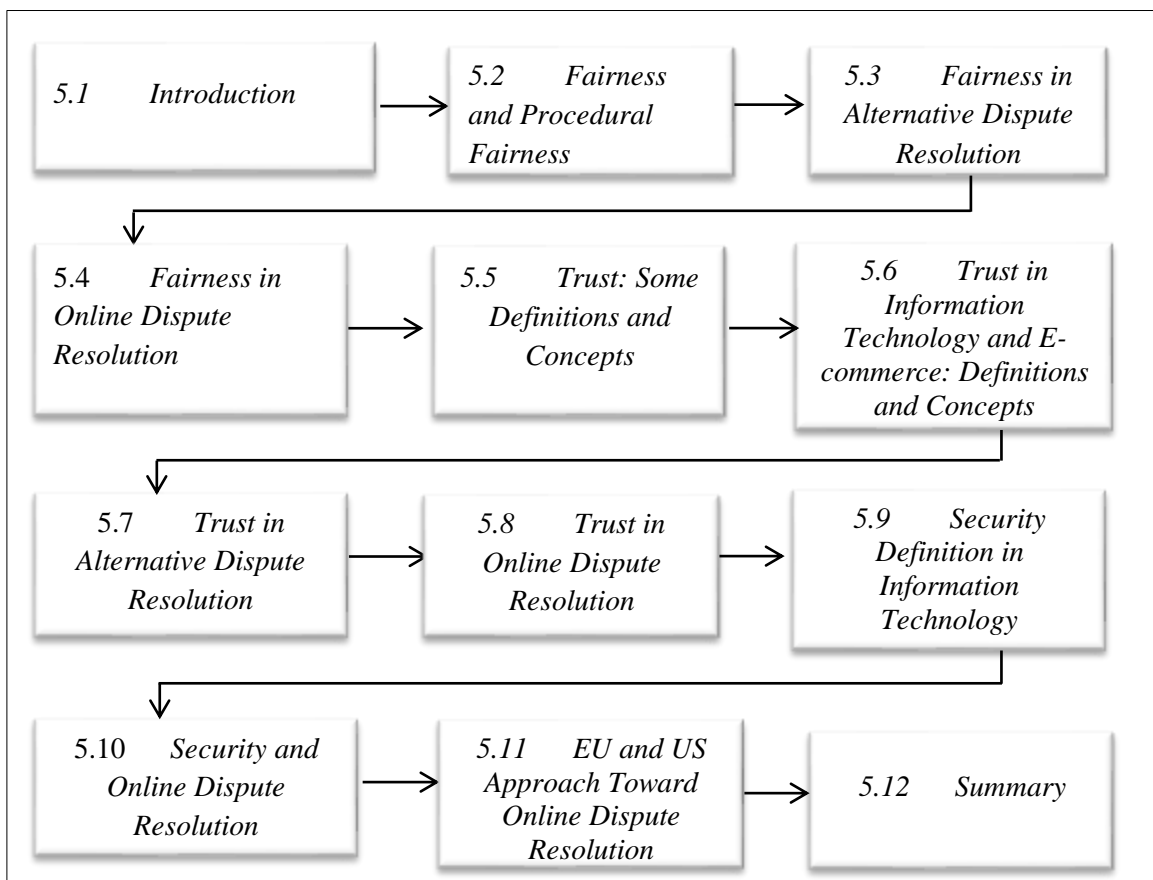 5.1 Introduction
5.2 Fairness
and Procedural
Fairness
5.3 Fairness in
Alternative Dispute
Resolution
5.4 Fairness in
Online Dispute
Resolution
5.5 Trust: Some
Definitions and
Concepts
5.6 Trust in
Information
Technology and E-
commerce: Definitions
and Concepts
5.7 Trust in
Alternative Dispute
Resolution
5.8 Trust in
Online Dispute
Resolution
5.9 Security
Definition in
Information
Technology
5.10 Security and
Online Dispute
Resolution
5.11 EU and US
Approach Toward
Online Dispute
Resolution
5.12 Summary